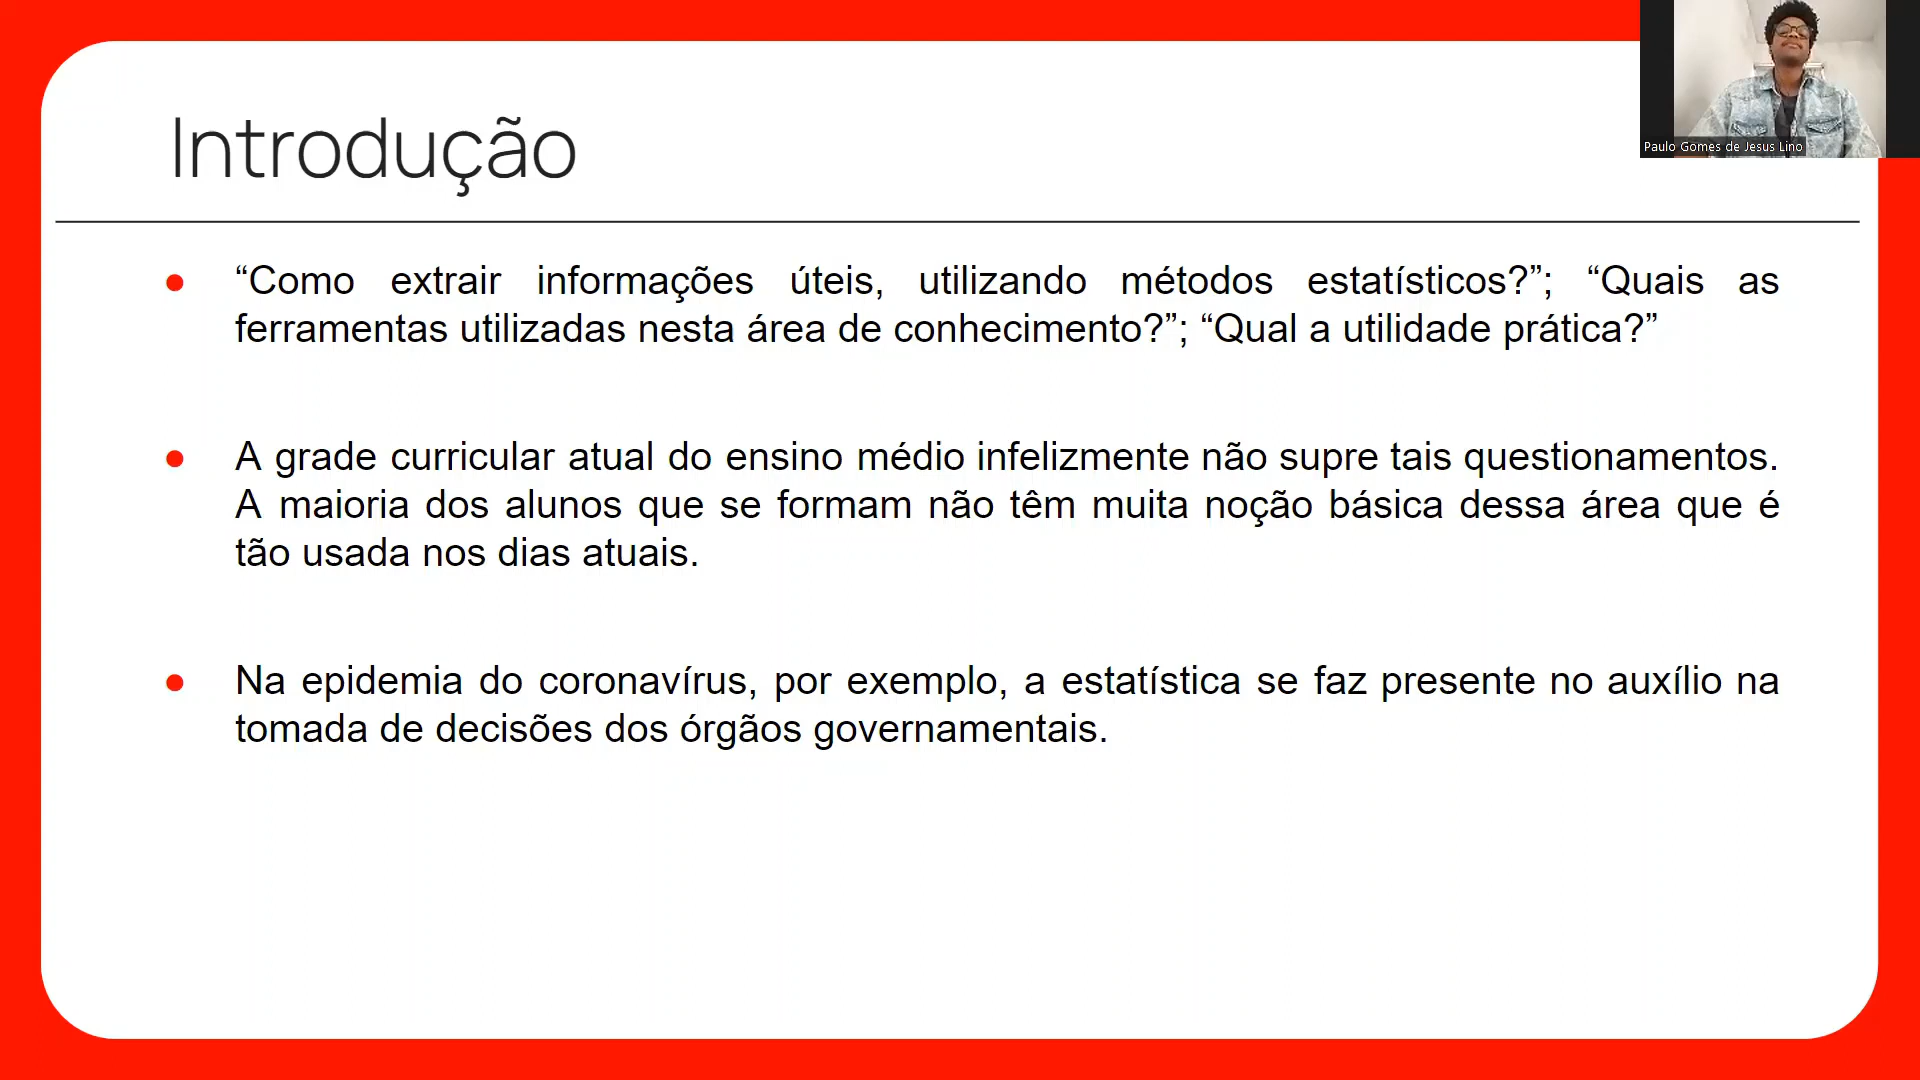 Introdução
Paulo Gomes de Jesus Lino
● “Como extrair informações úteis, utilizando métodos estatísticos?”; “Quais as
ferramentas utilizadas nesta área de conhecimento?”; “Qual a utilidade prática?”
● A grade curricular atual do ensino médio infelizmente não supre tais questionamentos.
A maioria dos alunos que se formam não têm muita noção básica dessa área que é
tão usada nos dias atuais.
● Na epidemia do coronavírus, por exemplo, a estatística se faz presente no auxílio na
tomada de decisões dos órgãos governamentais.